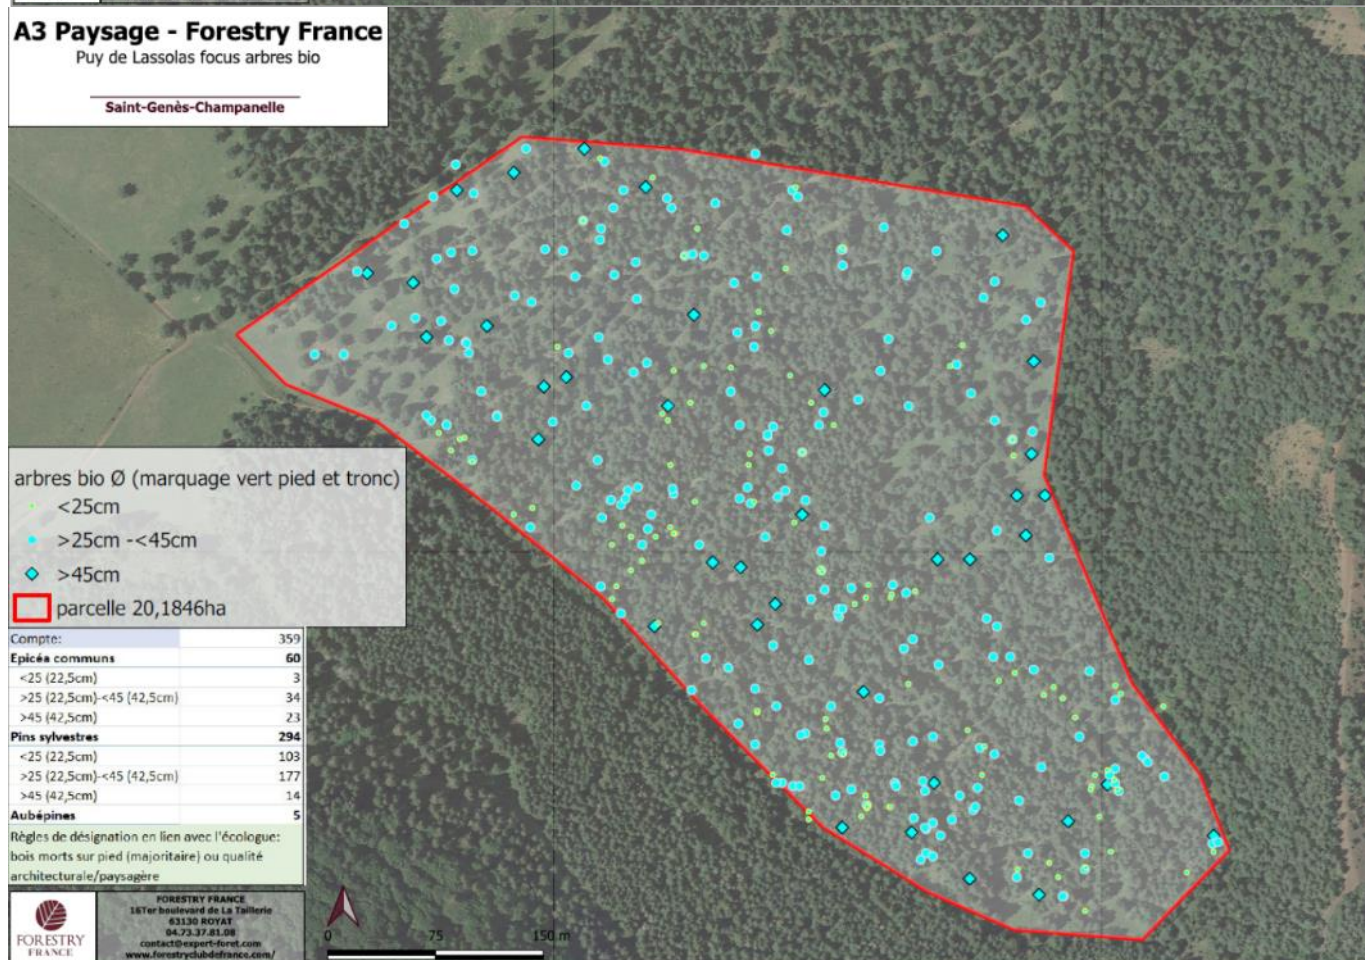 A3 Paysage - Forestry France
Puy de Lassolas focus arbres bio
Saint-Genès-Champanelle
arbres bio Ø (marquage vert pied et tronc)
<25cm
>25cm -<45cm
>45cm
parcelle 20,1846ha
Compte: 359
Epicéa communs 60
<25 (22,5cm) 3
>25 (22,5cm)-<45 (42,5cm) 34
>45 (42,5cm) 23
Pins sylvestres 294
<25 (22,5cm) 103
>25 (22,5cm)-<45 (42,5cm) 177
>45 (42,5cm) 14
Aubépines 5
Règles de désignation en lien avec l'écologue:
bois morts sur pied (majoritaire) ou qualité
architecturale/paysagère
FORESTRY
FRANCE
FORESTRY FRANCE
16Ter boulevard de La Taillerie
63130 ROYAT
04.73.37.81.08
contact@expert-foret.com
www.forestryclubdefrance.com/
0 75 150 m